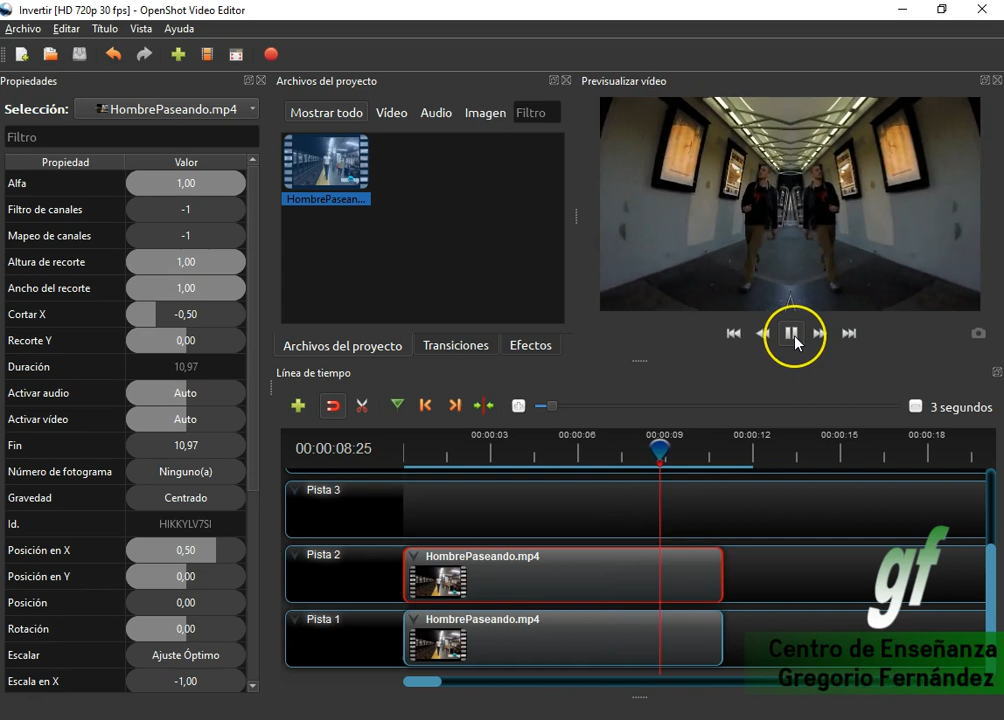 Invertir [HD 720p 30 fps] - OpenShot Video Editor
Archivo Editar Título Vista Ayuda
Propiedades
Selección: HombrePaseando.mp4
Filtro
Propiedad Valor
Alfa 1,00
Filtro de canales -1
Mapeo de canales -1
Altura de recorte 1,00
Ancho del recorte 1,00
Cortar X -0,50
Recorte Y 0,00
Duración 10,97
Activar audio Auto
Activar vídeo Auto
Fin 10,97
Número de fotograma Ninguno(a)
Gravedad Centrado
Id. HIKKYLV7SI
Posición en X 0,50
Posición en Y 0,00
Posición 0,00
Rotación 0,00
Escalar Ajuste Óptimo
Escala en X -1,00
Archivos del proyecto
Mostrar todo Vídeo Audio Imagen Filtro
HombrePasean...
Archivos del proyecto Transiciones Efectos
Previsualizar vídeo
Línea de tiempo
3 segundos
00:00:08:25
00:00:03 00:00:06 00:00:09 00:00:12 00:00:15 00:00:18
Pista 3
Pista 2 HombrePaseando.mp4
Pista 1 HombrePaseando.mp4
gf
Centro de Enseñanza
Gregorio Fernández